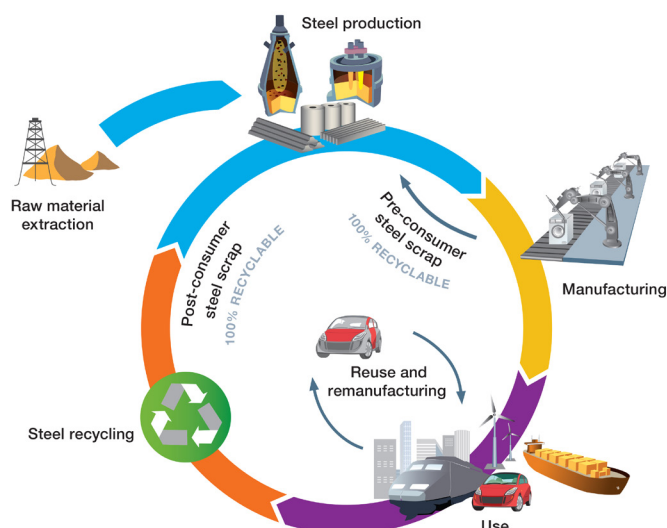 Steel production
Raw material
extraction
Pre-consumer
steel scrap
100% RECYCLABLE
Manufacturing
Post-consumer
steel scrap
100% RECYCLABLE
Reuse and
remanufacturing
Steel recycling
Use